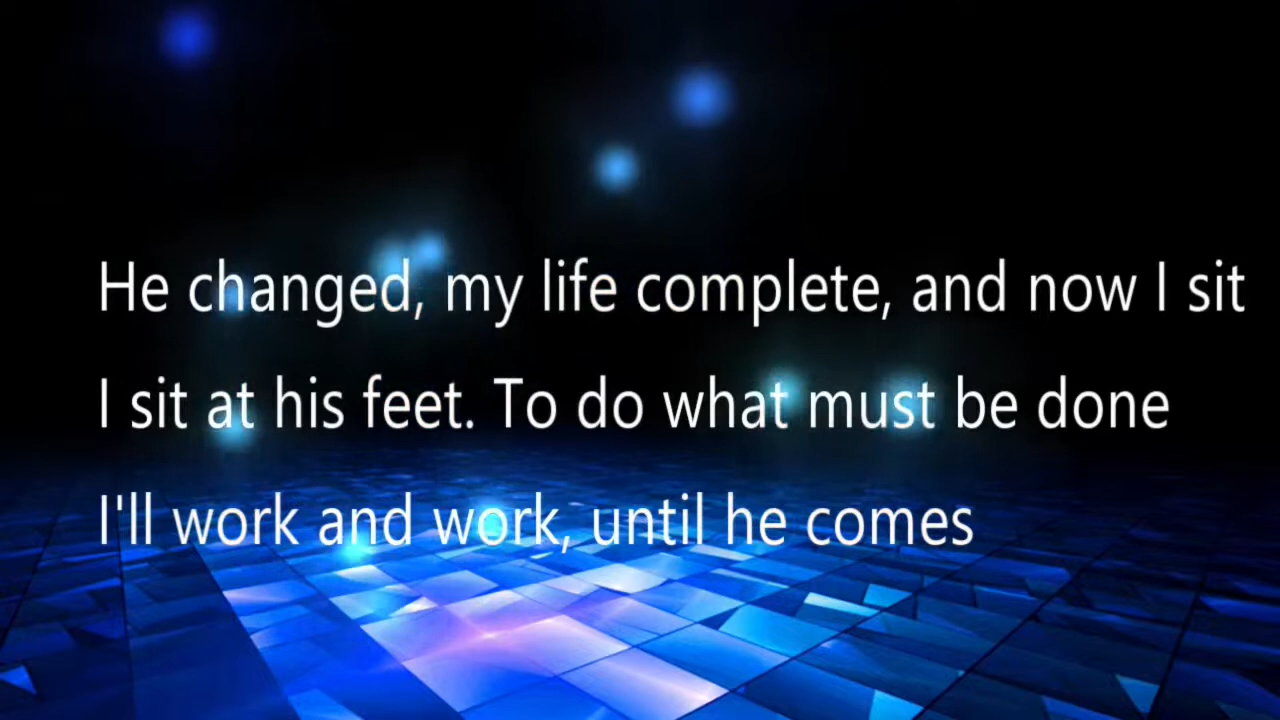 He changed, my life complete, and now I sit
I sit at his feet. To do what must be done
I'll work and work, until he comes